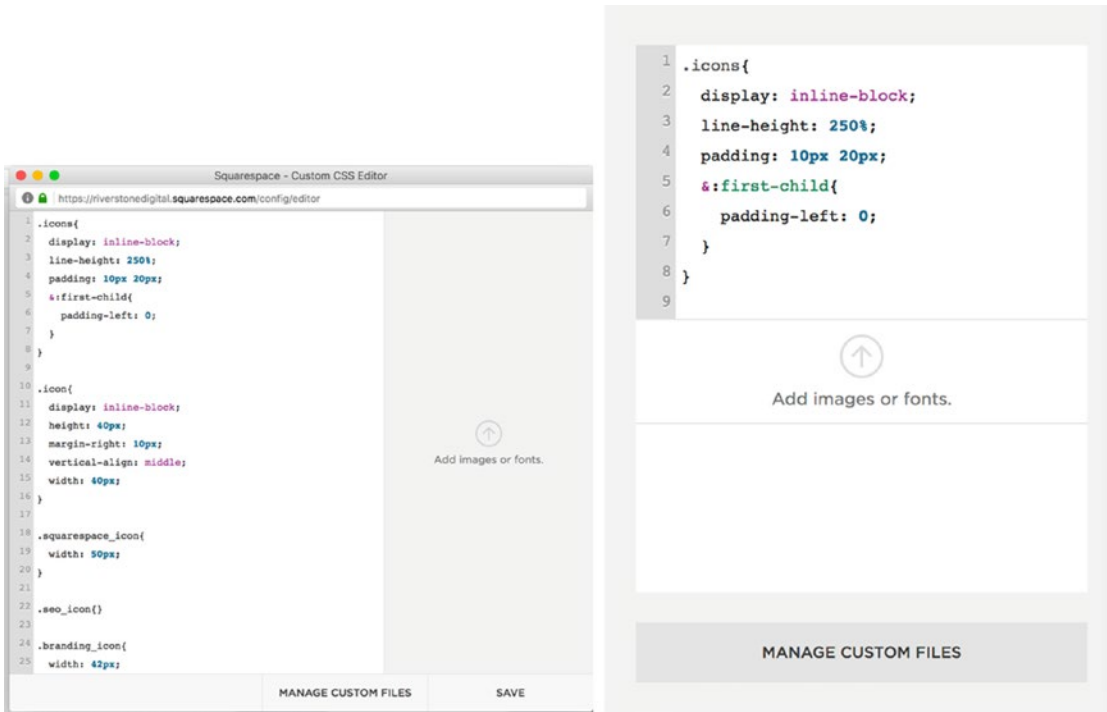 Squarespace - Custom CSS Editor
https://riverstonedigital.squarespace.com/config/editor
1 .icons{
2 display: inline-block;
3 line-height: 250%;
4 padding: 10px 20px;
5 &:first-child{
6 padding-left: 0;
7 }
8 }
9
10 .icon{
11 display: inline-block;
12 height: 40px;
13 margin-right: 10px;
14 vertical-align: middle;
15 width: 40px;
16 }
17
18 .squarespace_icon{
19 width: 50px;
20 }
21
22 .seo_icon{}
23
24 .branding_icon{
25 width: 42px;
Add images or fonts.
MANAGE CUSTOM FILES SAVE
1 .icons{
2 display: inline-block;
3 line-height: 250%;
4 padding: 10px 20px;
5 &:first-child{
6 padding-left: 0;
7 }
8 }
9
Add images or fonts.
MANAGE CUSTOM FILES